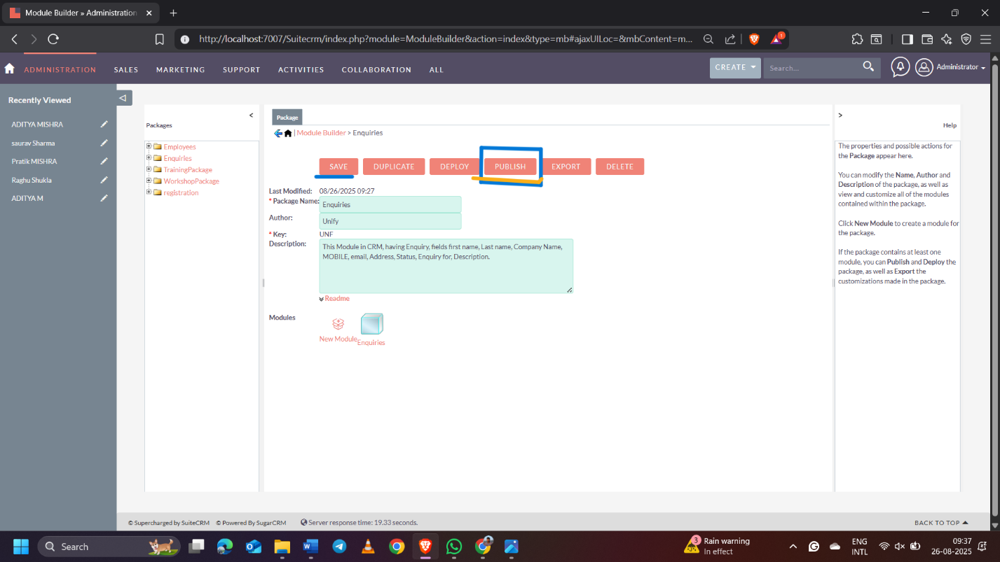 Module Builder » Administration
http://localhost:7007/Suitecrm/index.php?module=ModuleBuilder&action=index&type=mb#ajaxUILoc=&mbContent=m...
1
ADMINISTRATION SALES MARKETING SUPPORT ACTIVITIES COLLABORATION ALL
CREATE Search... Administrator
Recently Viewed
ADITYA MISHRA
saurav Sharma
Pratik MISHRA
Raghu Shukla
ADITYA M
<
Packages
Employees
Enquiries
TrainingPackage
WorkshopPackage
registration
Package
| Module Builder > Enquiries
SAVE DUPLICATE DEPLOY PUBLISH EXPORT DELETE
Last Modified: 08/26/2025 09:27
* Package Name: Enquiries
Author: Unify
* Key: UNF
Description: This Module in CRM, having Enquiry, fields first name, Last name, Company Name,
MOBILE, email, Address, Status, Enquiry for, Description.
Readme
Modules
New Module Enquiries
>
Help
The properties and possible actions for
the Package appear here.
You can modify the Name, Author and
Description of the package, as well as
view and customize all of the modules
contained within the package.
Click New Module to create a module for
the package.
If the package contains at least one
module, you can Publish and Deploy the
package, as well as Export the
customizations made in the package.
© Supercharged by SuiteCRM © Powered By SugarCRM Server response time: 19.33 seconds. BACK TO TOP
Search
3 Rain warning
In effect
ENG
INTL
09:37
26-08-2025